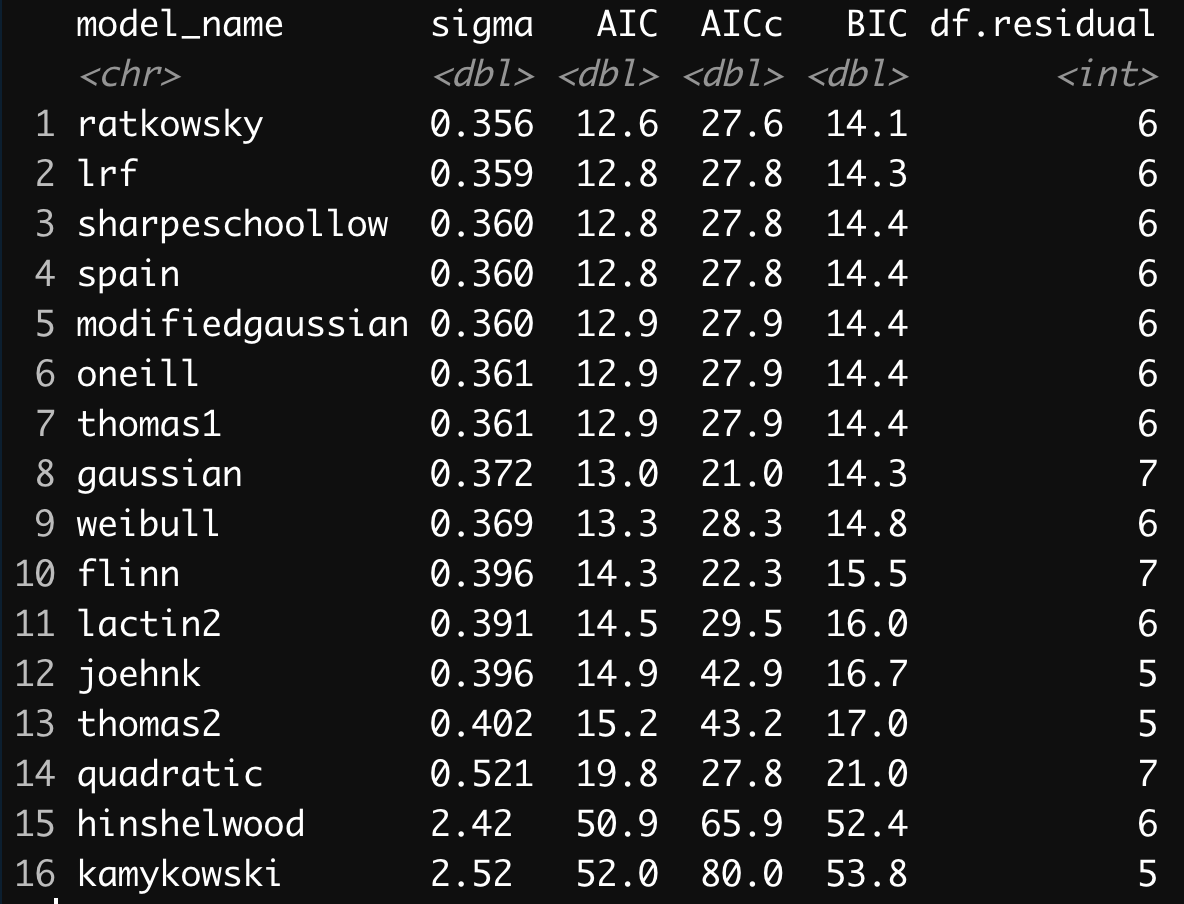 model_name sigma AIC AICc BIC df.residual
<chr> <dbl> <dbl> <dbl> <dbl> <int>
1 ratkowsky 0.356 12.6 27.6 14.1 6
2 lrf 0.359 12.8 27.8 14.3 6
3 sharpeschoollow 0.360 12.8 27.8 14.4 6
4 spain 0.360 12.8 27.8 14.4 6
5 modifiedgaussian 0.360 12.9 27.9 14.4 6
6 oneill 0.361 12.9 27.9 14.4 6
7 thomas1 0.361 12.9 27.9 14.4 6
8 gaussian 0.372 13.0 21.0 14.3 7
9 weibull 0.369 13.3 28.3 14.8 6
10 flinn 0.396 14.3 22.3 15.5 7
11 lactin2 0.391 14.5 29.5 16.0 6
12 joehnk 0.396 14.9 42.9 16.7 5
13 thomas2 0.402 15.2 43.2 17.0 5
14 quadratic 0.521 19.8 27.8 21.0 7
15 hinshelwood 2.42 50.9 65.9 52.4 6
16 kamykowski 2.52 52.0 80.0 53.8 5